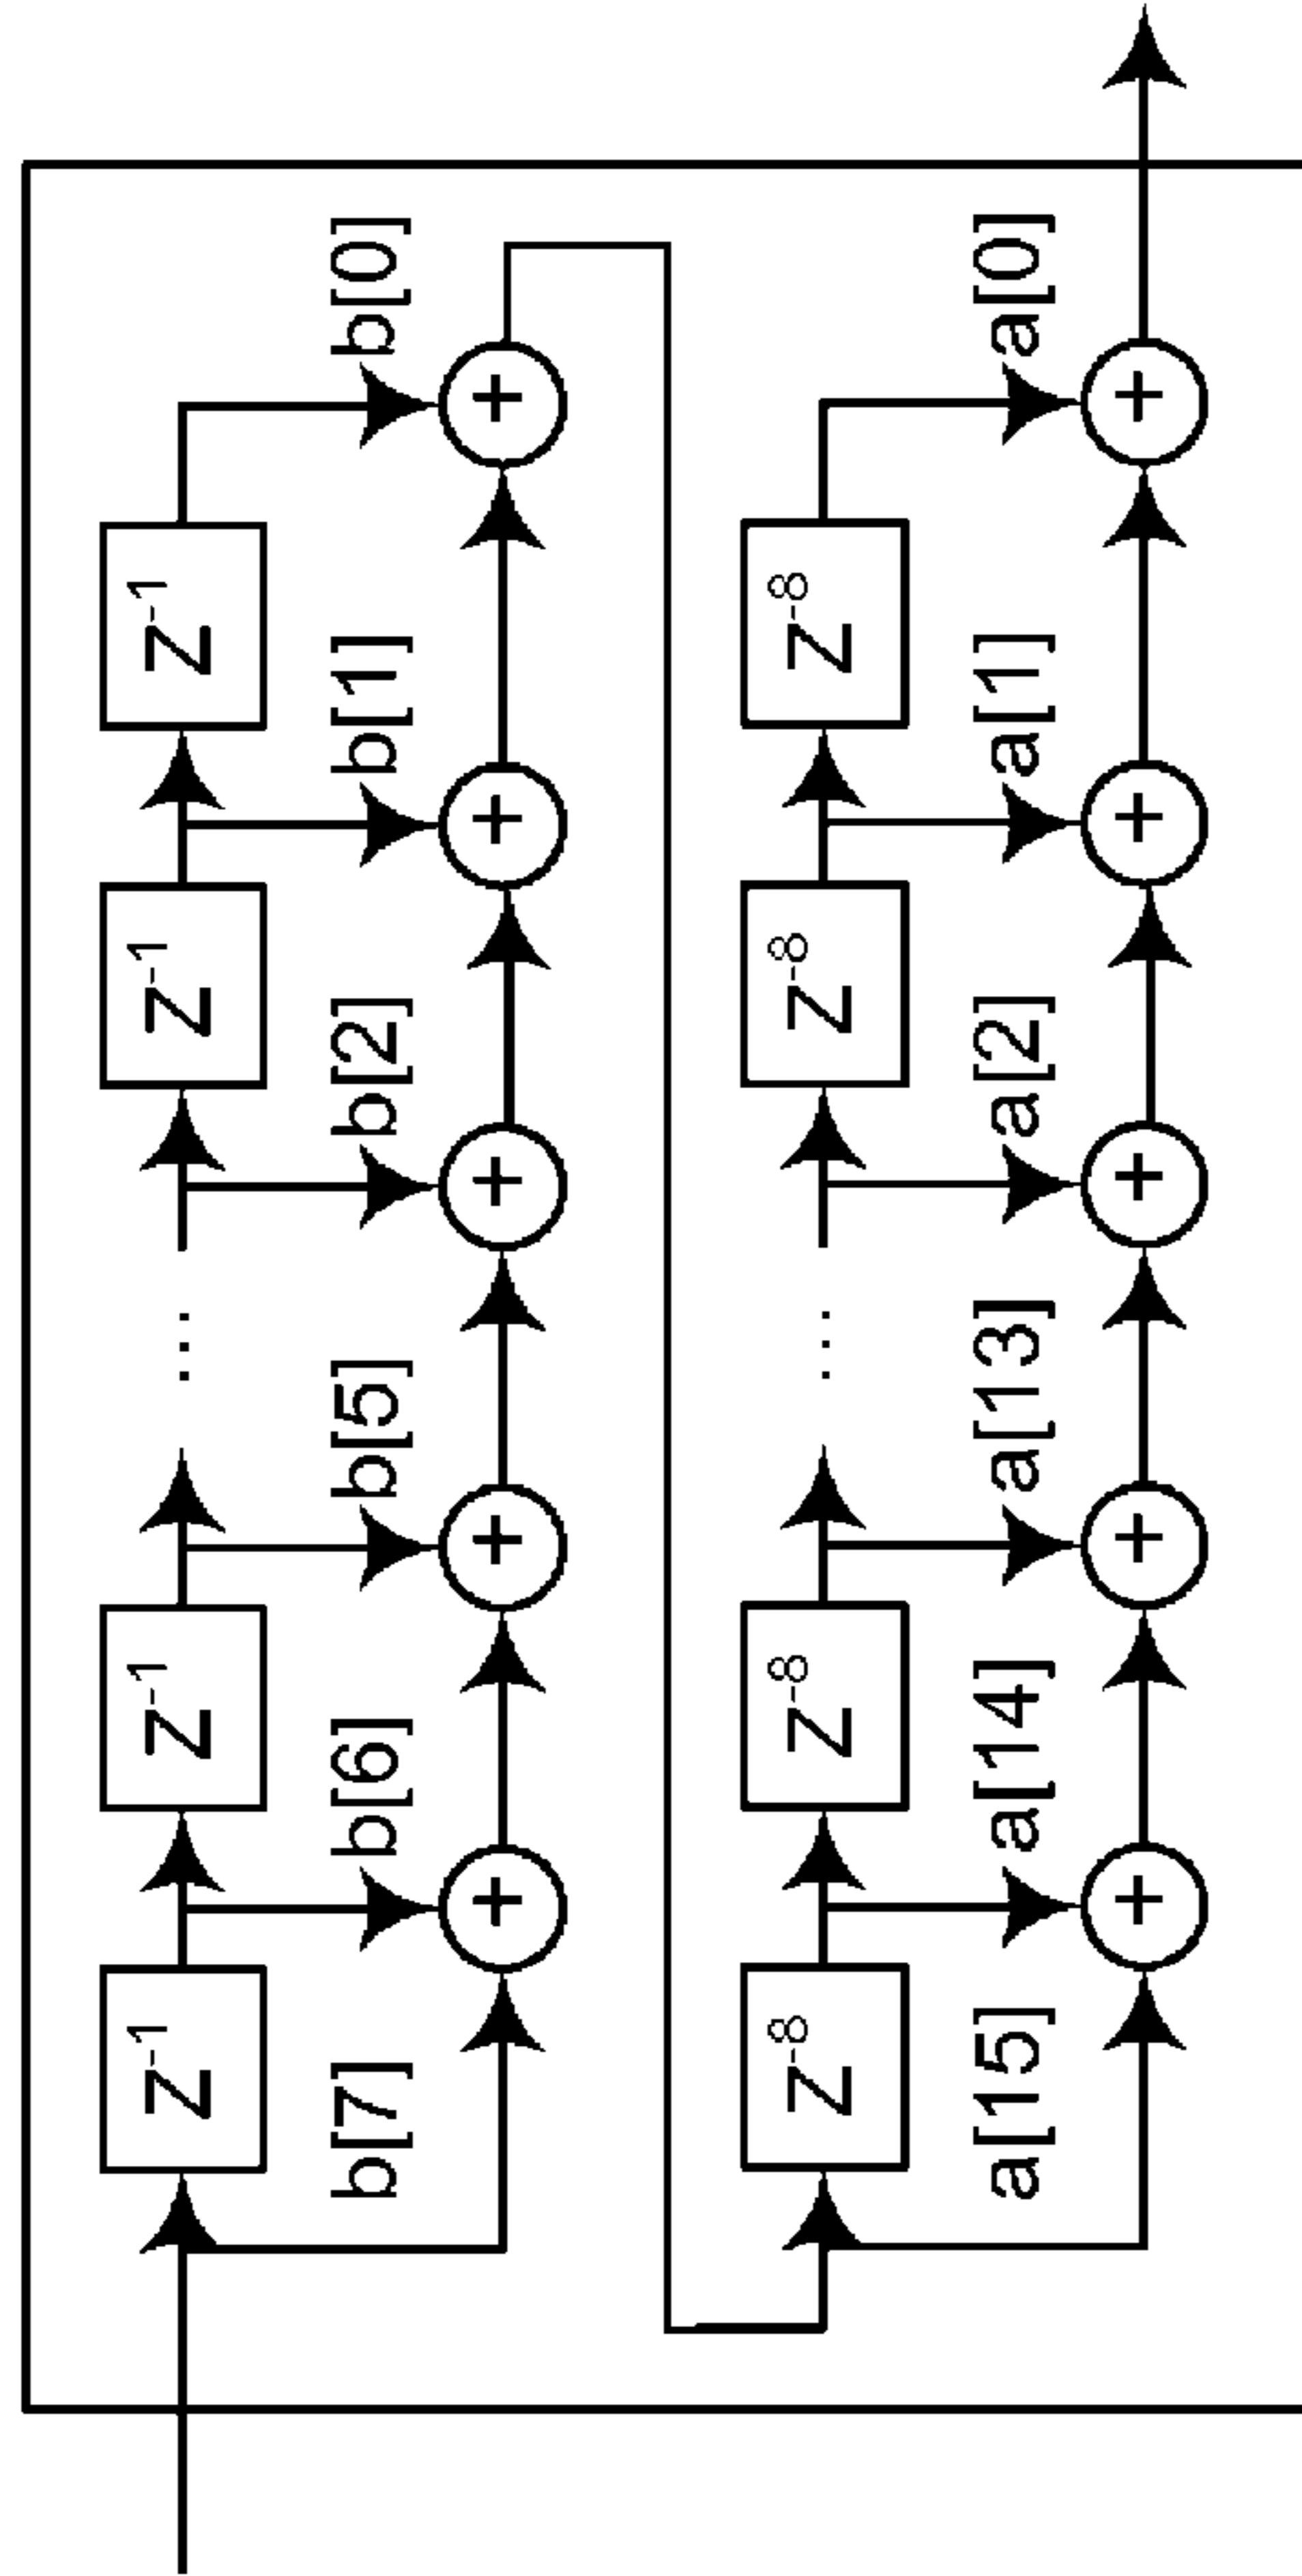 Z-1 Z-1 ... Z-1 Z-1
b[7] b[6] b[5] b[2] b[1] b[0]
+ + + + +
Z-8 Z-8 ... Z-8 Z-8
a[15] a[14] a[13] a[2] a[1] a[0]
+ + + + +